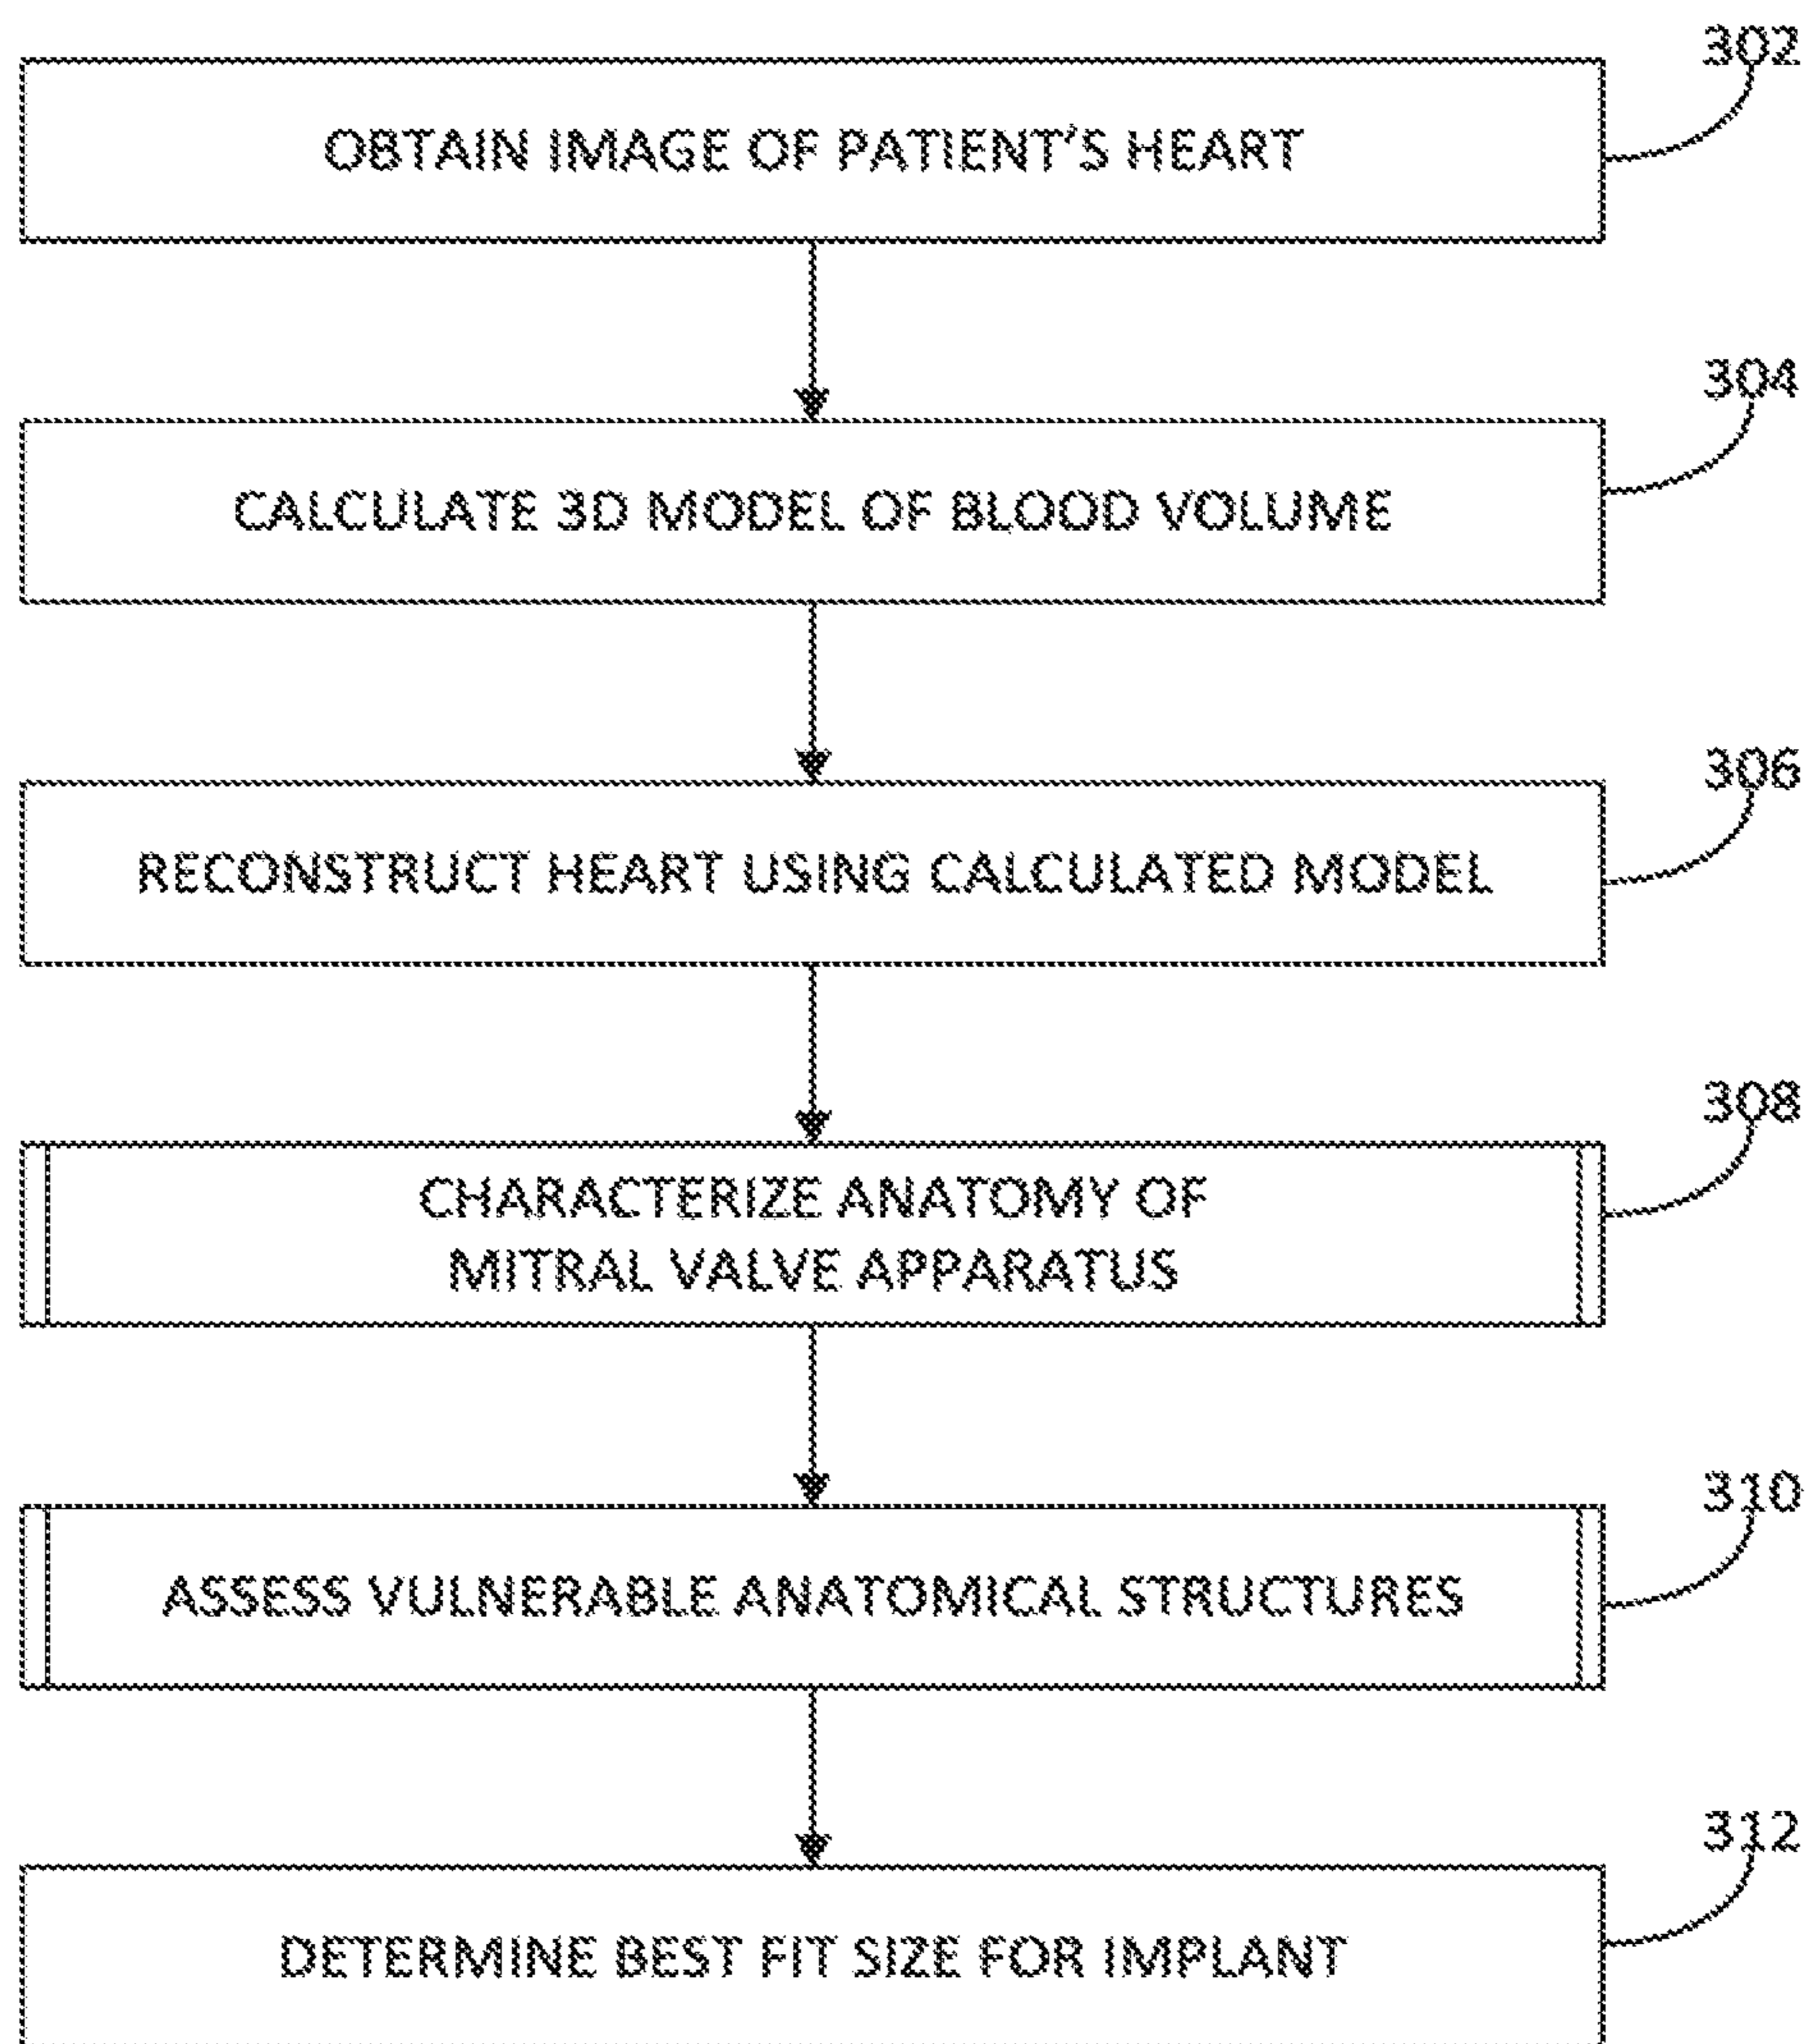 302
OBTAIN IMAGE OF PATIENT'S HEART
304
CALCULATE 3D MODEL OF BLOOD VOLUME
306
RECONSTRUCT HEART USING CALCULATED MODEL
308
CHARACTERIZE ANATOMY OF
MITRAL VALVE APPARATUS
310
ASSESS VULNERABLE ANATOMICAL STRUCTURES
312
DETERMINE BEST FIT SIZE FOR IMPLANT